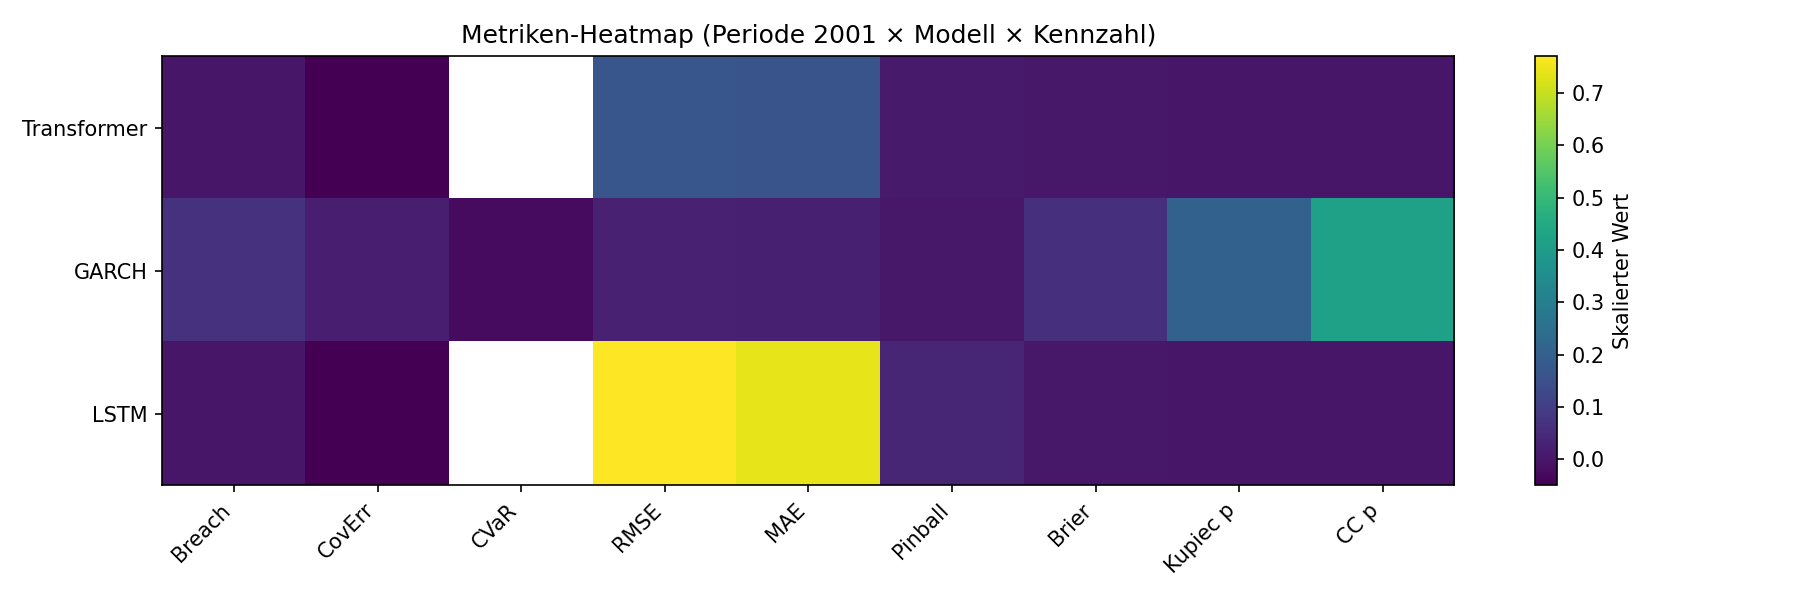 Metriken-Heatmap (Periode 2001 × Modell × Kennzahl)
Transformer
GARCH
LSTM
Breach
CovErr
CVaR
RMSE
MAE
Pinball
Brier
Kupiec p
CC p
0.7
0.6
0.5
0.4
0.3
0.2
0.1
0.0
Skalierter Wert